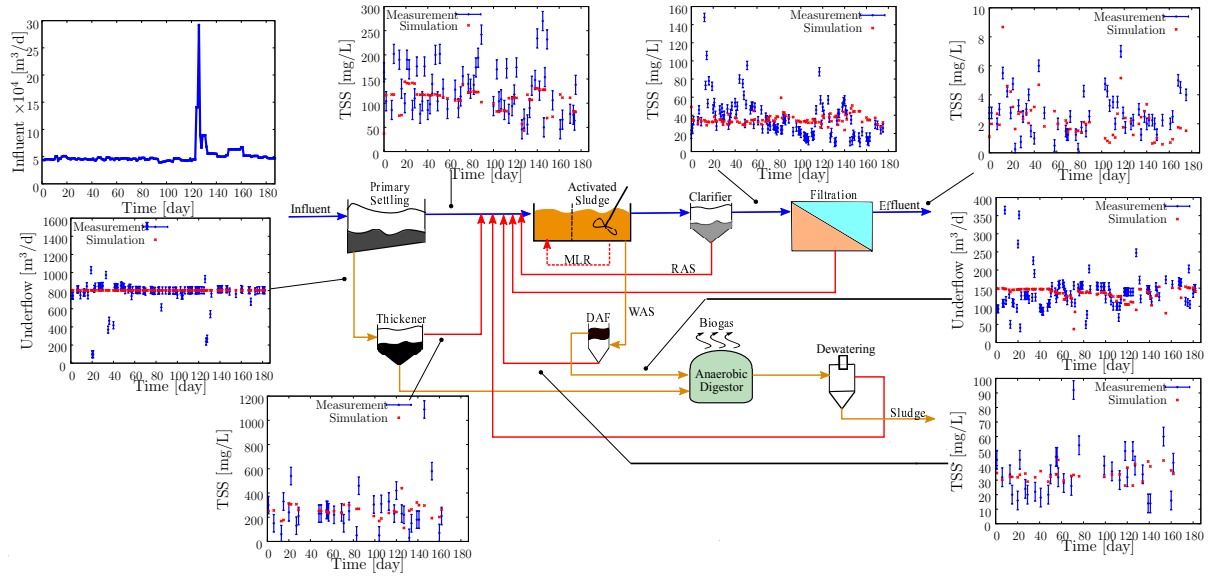 30
25
20
15
10
5
0
Influent ×10⁴ [m³/d]
0 20 40 60 80 100 120 140 160 180
Time [day]
300
250
200
150
100
50
0
TSS [mg/L]
Measurement
Simulation
0 20 40 60 80 100 120 140 160 180
Time [day]
160
140
120
100
80
60
40
20
0
TSS [mg/L]
Measurement
Simulation
0 20 40 60 80 100 120 140 160 180
Time [day]
10
8
6
4
2
0
TSS [mg/L]
Measurement
Simulation
0 20 40 60 80 100 120 140 160 180
Time [day]
1600
1400
1200
1000
800
600
400
200
0
Underflow [m³/d]
Measurement
Simulation
0 20 40 60 80 100 120 140 160 180
Time [day]
Influent
Primary
Settling
Activated
Sludge
MLR
Clarifier
RAS
Filtration
Effluent
WAS
Thickener
DAF
Biogas
Anaerobic
Digestor
Dewatering
Sludge
400
350
300
250
200
150
100
50
0
Underflow [m³/d]
Measurement
Simulation
0 20 40 60 80 100 120 140 160 180
Time [day]
1200
1000
800
600
400
200
0
TSS [mg/L]
Measurement
Simulation
0 20 40 60 80 100 120 140 160 180
Time [day]
100
90
80
70
60
50
40
30
20
10
0
TSS [mg/L]
Measurement
Simulation
0 20 40 60 80 100 120 140 160 180
Time [day]